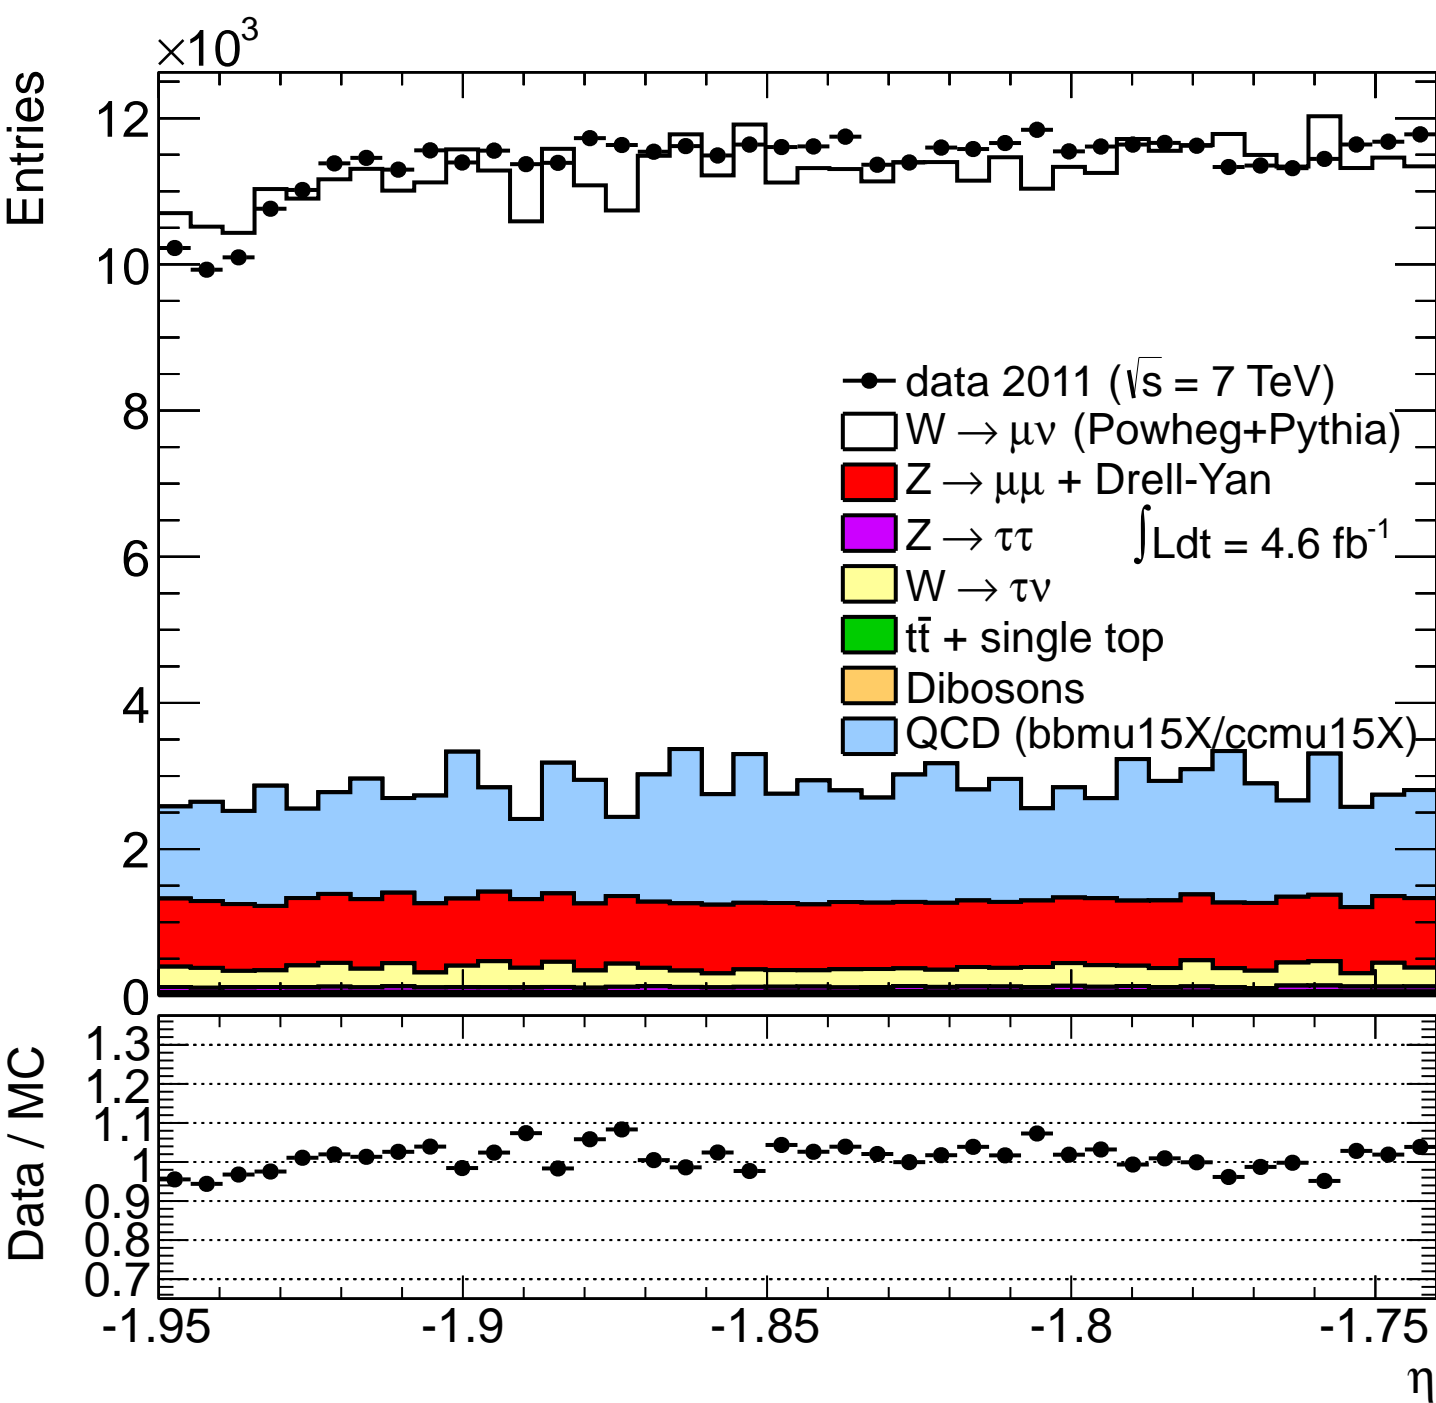 ×10³
Entries
12
10
8
6
4
2
0
data 2011 (√s = 7 TeV)
W → μν (Powheg+Pythia)
Z → μμ + Drell-Yan
Z → ττ
∫Ldt = 4.6 fb⁻¹
W → τν
tt̄ + single top
Dibosons
QCD (bbmu15X/ccmu15X)
Data / MC
1.3
1.2
1.1
1
0.9
0.8
0.7
-1.95 -1.9 -1.85 -1.8 -1.75
η